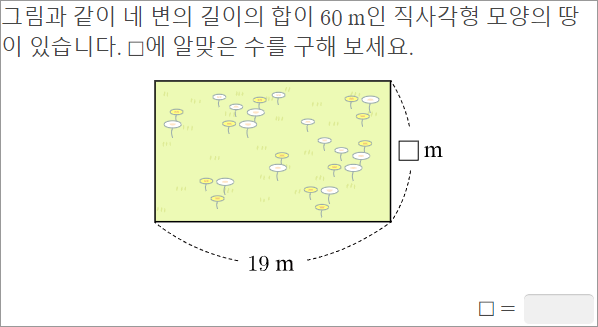 그림과 같이 네 변의 길이의 합이 60 m인 직사각형 모양의 땅
이 있습니다. □에 알맞은 수를 구해 보세요.
□ m
19 m
□ =